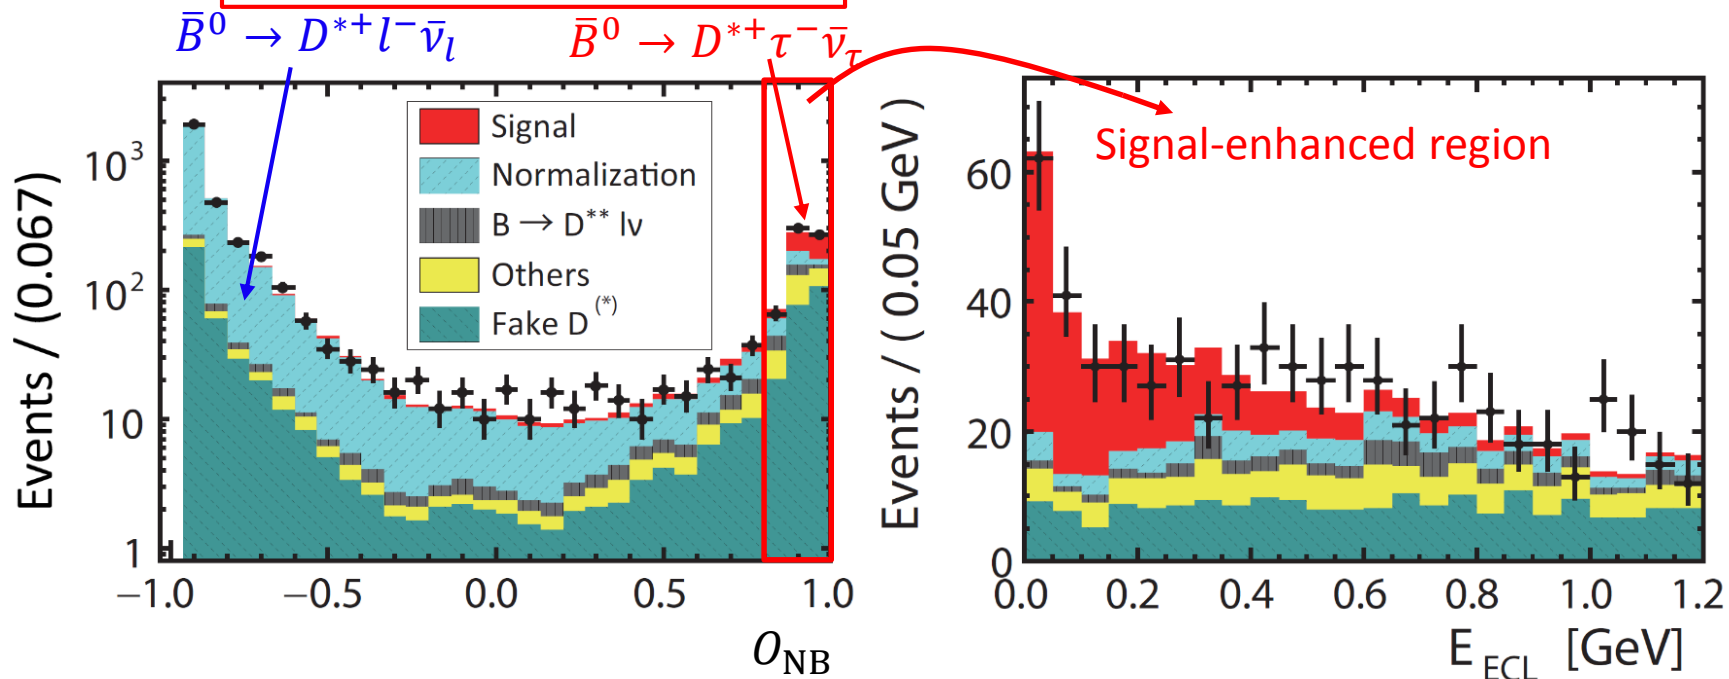 B̄⁰ → D*⁺ l⁻ ν̄_l
B̄⁰ → D*⁺ τ⁻ ν̄_τ
Events / (0.067)
10³
10²
10
1
−1.0 −0.5 0.0 0.5 1.0
O_NB
Signal
Normalization
B → D** lν
Others
Fake D(*)
Signal-enhanced region
Events / ( 0.05 GeV )
60
40
20
0
0.0 0.2 0.4 0.6 0.8 1.0 1.2
E_ECL [GeV]